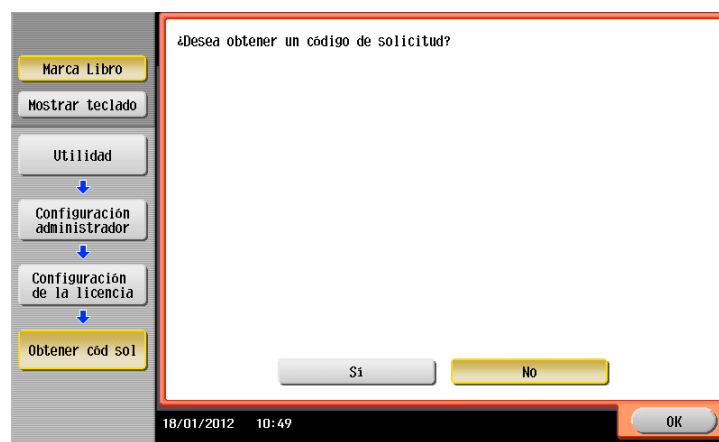 ¿Desea obtener un código de solicitud?
Marca Libro
Mostrar teclado
Utilidad
Configuración
administrador
Configuración
de la licencia
Obtener cód sol
Sí
No
18/01/2012 10:49
OK